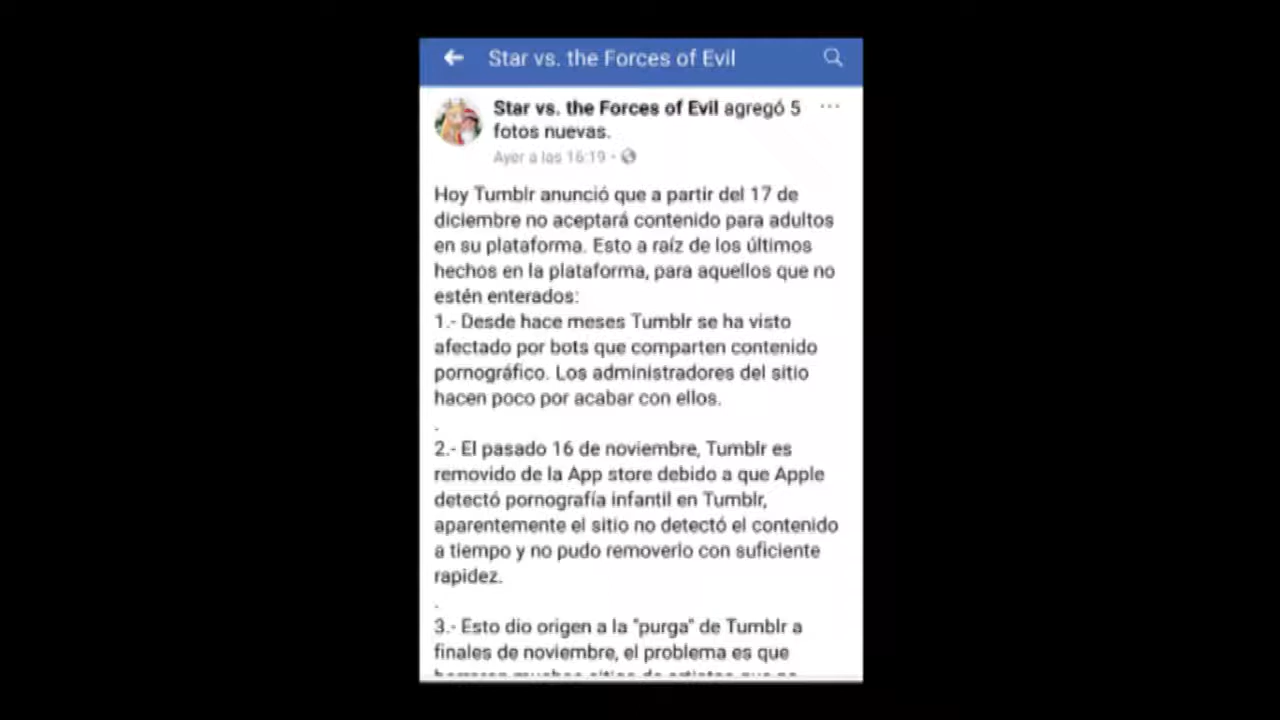 Star vs. the Forces of Evil
Star vs. the Forces of Evil agregó 5
fotos nuevas.
Ayer a las 16:19 ·
Hoy Tumblr anunció que a partir del 17 de
diciembre no aceptará contenido para adultos
en su plataforma. Esto a raíz de los últimos
hechos en la plataforma, para aquellos que no
estén enterados:
1.- Desde hace meses Tumblr se ha visto
afectado por bots que comparten contenido
pornográfico. Los administradores del sitio
hacen poco por acabar con ellos.
.
2.- El pasado 16 de noviembre, Tumblr es
removido de la App store debido a que Apple
detectó pornografía infantil en Tumblr,
aparentemente el sitio no detectó el contenido
a tiempo y no pudo removerlo con suficiente
rapidez.
.
3.- Esto dio origen a la "purga" de Tumblr a
finales de noviembre, el problema es que